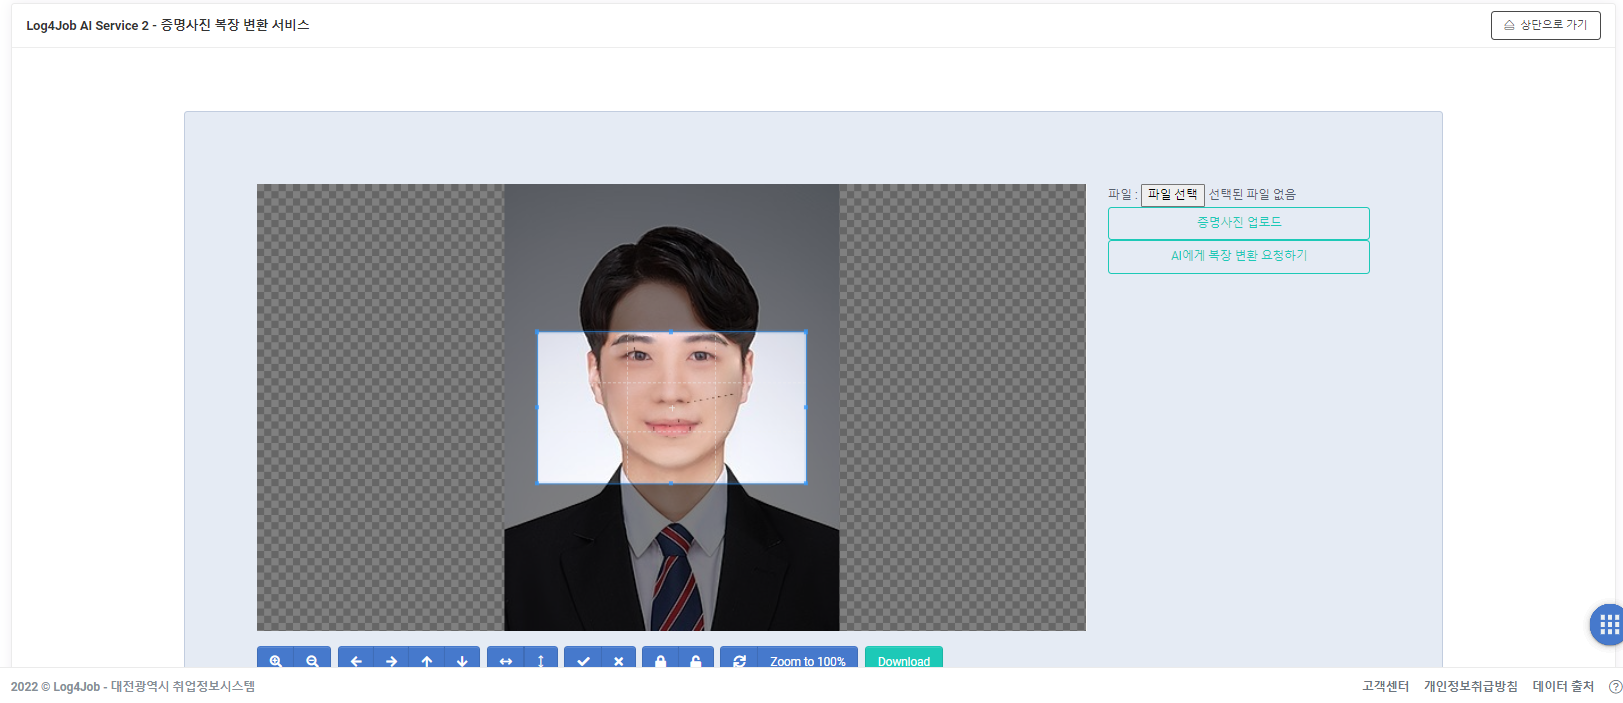 Log4Job AI Service 2 - 증명사진 복장 변환 서비스
상단으로 가기
파일 : 파일 선택 선택된 파일 없음
증명사진 업로드
AI에게 복장 변환 요청하기
Zoom to 100%
Download
2022 © Log4Job - 대전광역시 취업정보시스템
고객센터 개인정보취급방침 데이터 출처